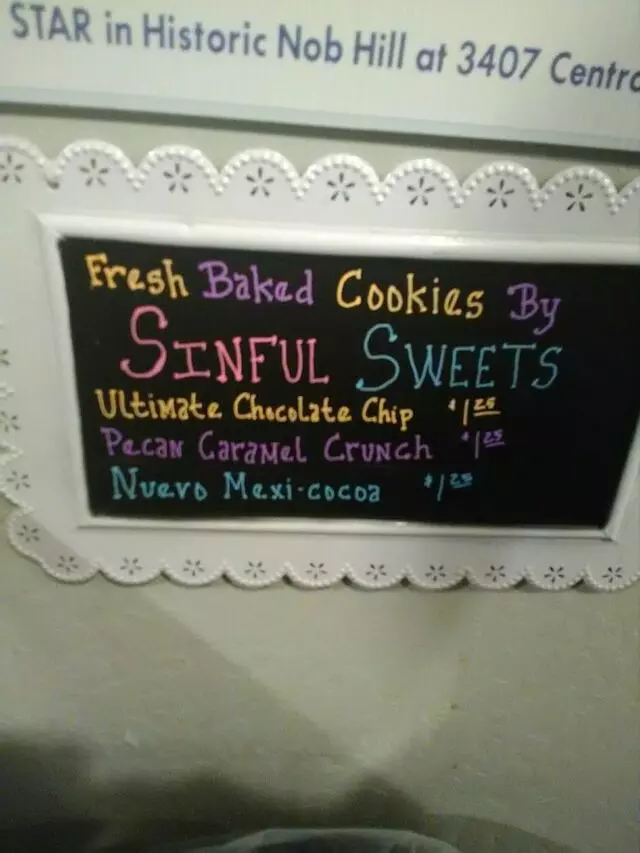 STAR in Historic Nob Hill at 3407
Fresh Baked Cookies By
SINFUL SWEETS
Ultimate Chocolate Chip $1.25
Pecan Caramel Crunch $1.25
Nuevo Mexi-cocoa $1.25